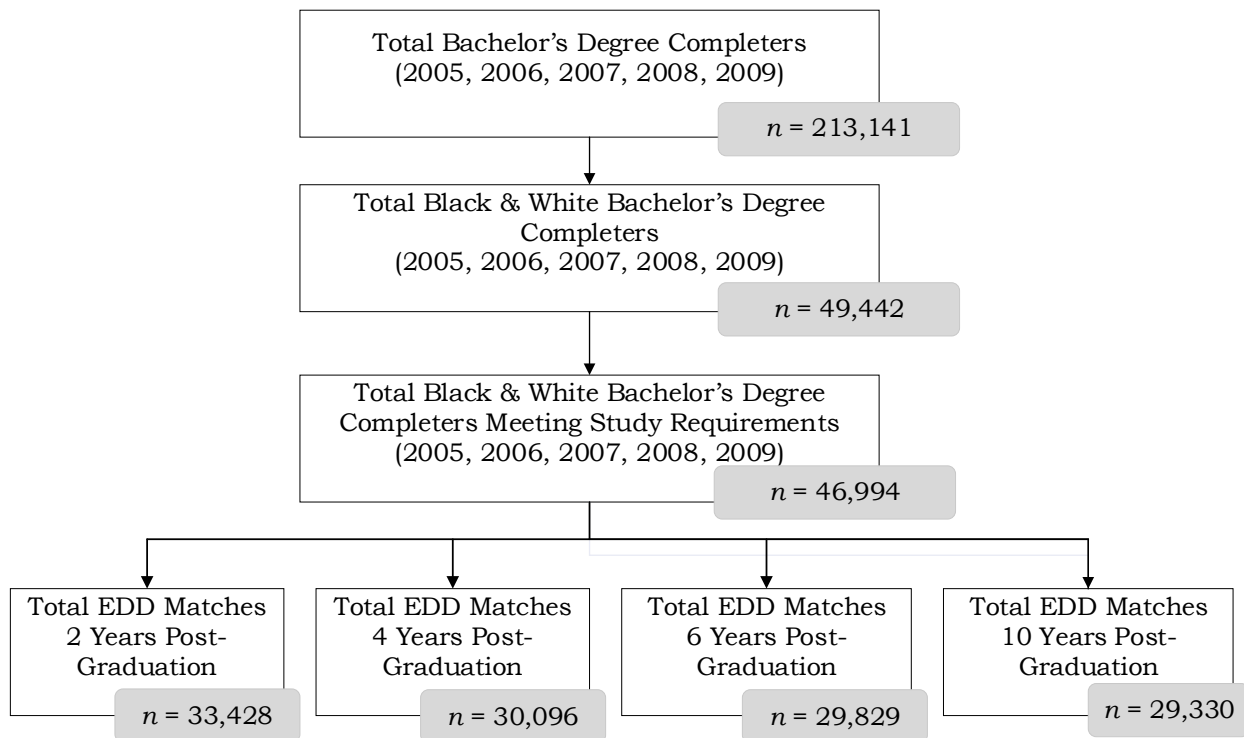 Total Bachelor’s Degree Completers
(2005, 2006, 2007, 2008, 2009)
n = 213,141
Total Black & White Bachelor’s Degree
Completers
(2005, 2006, 2007, 2008, 2009)
n = 49,442
Total Black & White Bachelor’s Degree
Completers Meeting Study Requirements
(2005, 2006, 2007, 2008, 2009)
n = 46,994
Total EDD Matches
2 Years Post-
Graduation
n = 33,428
Total EDD Matches
4 Years Post-
Graduation
n = 30,096
Total EDD Matches
6 Years Post-
Graduation
n = 29,829
Total EDD Matches
10 Years Post-
Graduation
n = 29,330